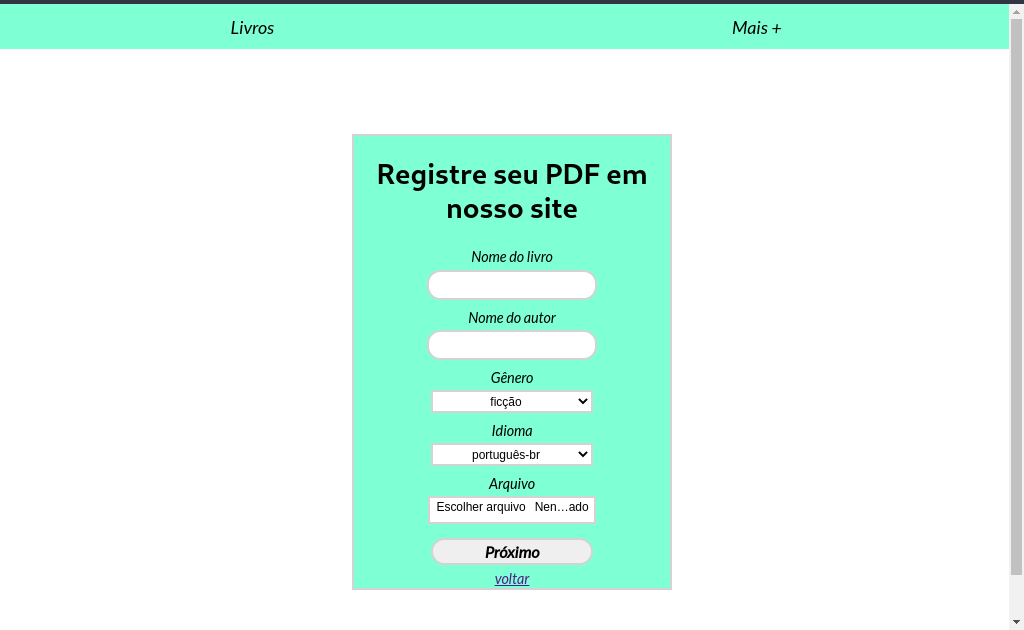 Livros Mais +
Registre seu PDF em
nosso site
Nome do livro
Nome do autor
Gênero
ficção
Idioma
português-br
Arquivo
Escolher arquivo Nen…ado
Próximo
voltar